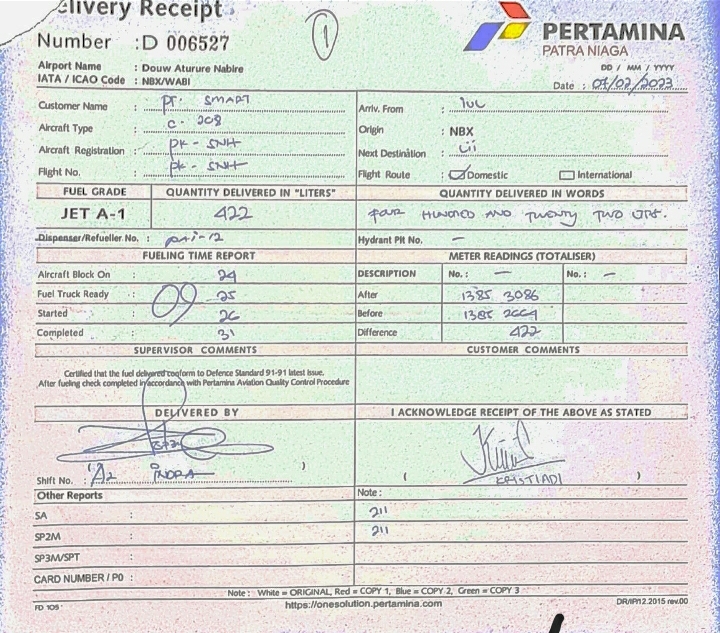 elivery Receipt
Number : D 006527
1
PERTAMINA
PATRA NIAGA
Airport Name : Douw Aturure Nabire
IATA / ICAO Code : NBX/WABI
DD / MM / YYYY
Date : 07/02/2023
Customer Name : PT. SMART
Arriv. From :
Aircraft Type : C - 208
Origin : NBX
Aircraft Registration : PK - SNH
Next Destination :
Flight No. : PK - SNH
Flight Route : Domestic International
FUEL GRADE QUANTITY DELIVERED IN "LITERS" QUANTITY DELIVERED IN WORDS
JET A-1 422 FOUR HUNDRED AND TWENTY TWO LTRS.
Dispenser/Refueller No. : -12
Hydrant Pit No. —
FUELING TIME REPORT METER READINGS (TOTALISER)
Aircraft Block On : 24
DESCRIPTION No. : — No. : —
Fuel Truck Ready : 09 25
After 1385 3086
Started : 26
Before 1385 2664
Completed : 31
Difference 422
SUPERVISOR COMMENTS CUSTOMER COMMENTS
Certified that the fuel delivered conform to Defence Standard 91-91 latest issue.
After fueling check completed in accordance with Pertamina Aviation Quality Control Procedure
DELIVERED BY I ACKNOWLEDGE RECEIPT OF THE ABOVE AS STATED
Shift No. : A2 INDRA )
( KRISTIADI )
Other Reports Note :
SA : 211
SP2M : 211
SP3M/SPT :
CARD NUMBER / PO :
Note : White = ORIGINAL, Red = COPY 1, Blue = COPY 2, Green = COPY 3
FD 105 https://onesolution.pertamina.com DR/IP/12.2015 rev.00